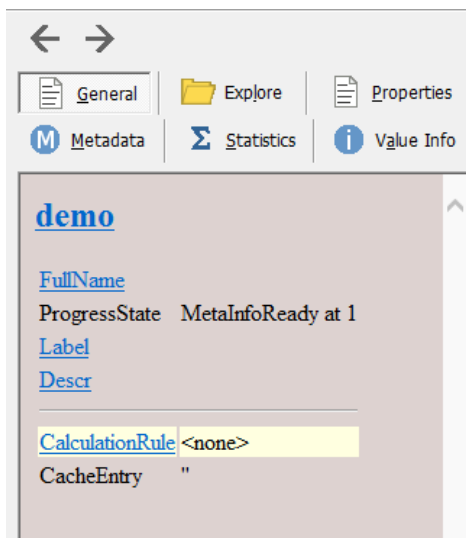 General Explore Properties
M Metadata Σ Statistics i Value Info
demo
FullName
ProgressState MetaInfoReady at 1
Label
Descr
CalculationRule <none>
CacheEntry "